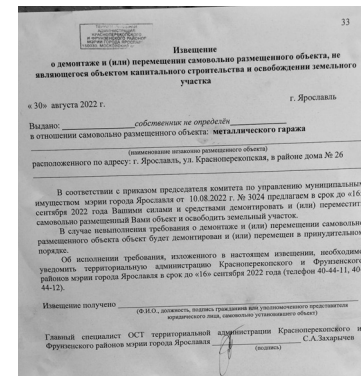 33
КРАСНОПЕРЕКОПСКОГО
И ФРУНЗЕНСКОГО РАЙОНОВ
МЭРИИ ГОРОДА ЯРОСЛАВЛЯ
Извещение
о демонтаже и (или) перемещении самовольно размещенного объекта, не
являющегося объектом капитального строительства и освобождении земельного
участка
« 30» августа 2022 г.
г. Ярославль
Выдано: собственник не определён
в отношении самовольно размещенного объекта: металлического гаража
(наименование незаконно размещенного объекта)
расположенного по адресу: г. Ярославль, ул. Красноперекопская, в районе дома № 26
В соответствии с приказом председателя комитета по управлению муниципальным
имуществом мэрии города Ярославля от 10.08.2022 г. № 3024 предлагаем в срок до «16»
сентября 2022 года Вашими силами и средствами демонтировать и (или) переместить
самовольно размещенный Вами объект и освободить земельный участок.
В случае невыполнения требования о демонтаже и (или) перемещении самовольно
размещенного объекта объект будет демонтирован и (или) перемещен в принудительном
порядке.
Об исполнении требования, изложенного в настоящем извещении, необходимо
уведомить территориальную администрацию Красноперекопского и Фрунзенского
районов мэрии города Ярославля в срок до «16» сентября 2022 года (телефон 40-44-11, 40-
44-12).
Извещение получено
(Ф.И.О., должность, подпись гражданина или уполномоченного представителя
юридического лица, самовольно установившего объект)
Главный специалист ОСТ территориальной администрации Красноперекопского и
Фрунзенского районов мэрии города Ярославля С.А.Захарычев
(подпись)